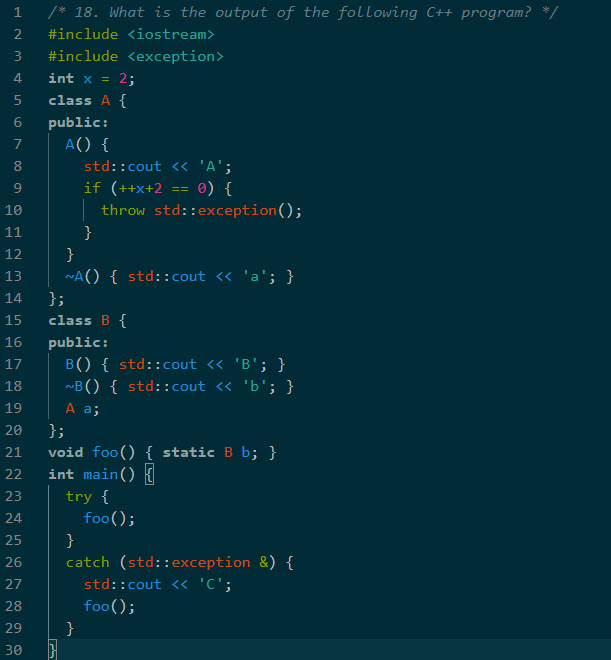 1 /* 18. What is the output of the following C++ program? */
2 #include <iostream>
3 #include <exception>
4 int x = 2;
5 class A {
6 public:
7   A() {
8     std::cout << 'A';
9     if (++x+2 == 0) {
10       throw std::exception();
11     }
12   }
13   ~A() { std::cout << 'a'; }
14 };
15 class B {
16 public:
17   B() { std::cout << 'B'; }
18   ~B() { std::cout << 'b'; }
19   A a;
20 };
21 void foo() { static B b; }
22 int main() {
23   try {
24     foo();
25   }
26   catch (std::exception &) {
27     std::cout << 'C';
28     foo();
29   }
30 }